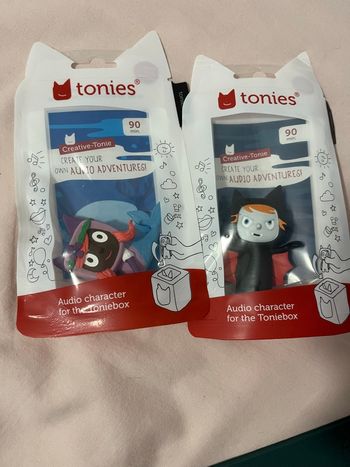 tonies®
90
min
Creative-Tonie
CREATE YOUR
OWN AUDIO ADVENTURES!
Audio character
for the Toniebox
tonies®
90
min
Creative-Tonie
CREATE YOUR
OWN AUDIO ADVENTURES!
Audio character
for the Toniebox